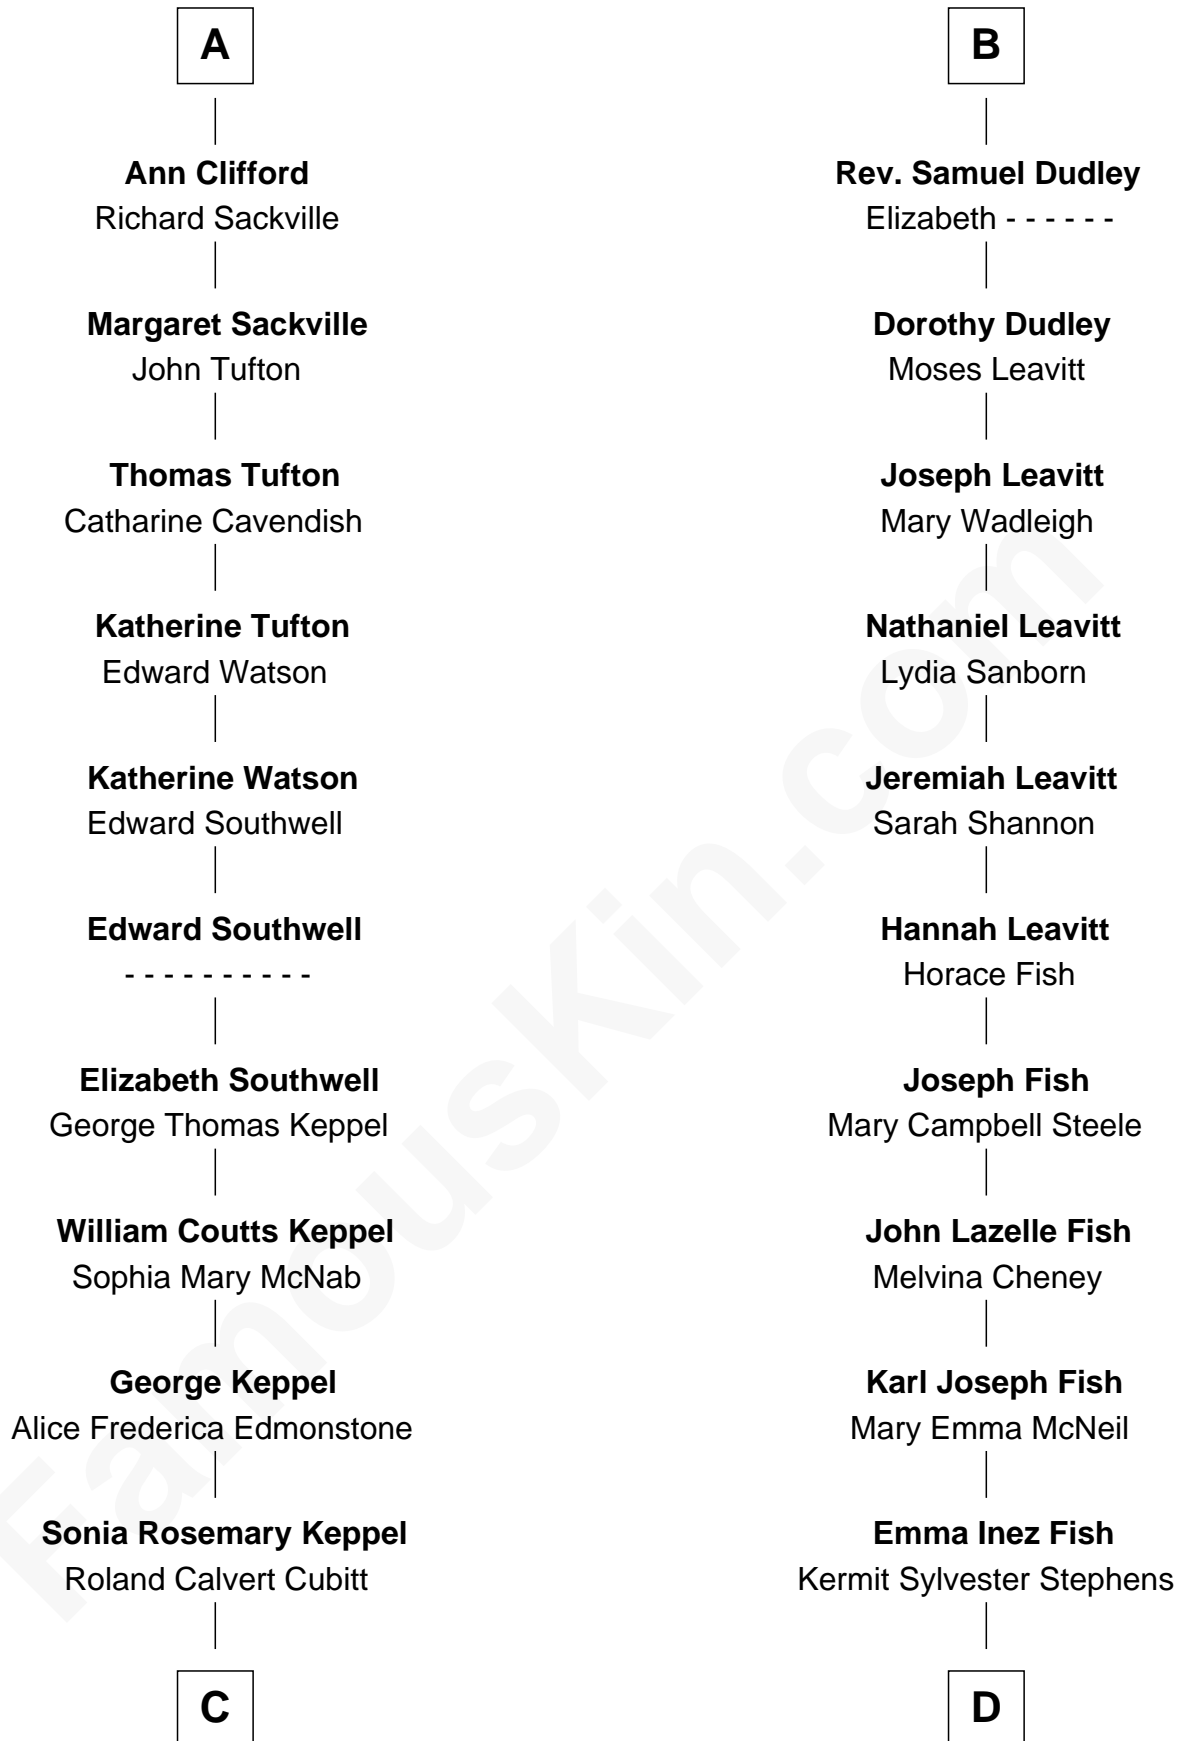 A
Ann Clifford
Richard Sackville
Margaret Sackville
John Tufton
Thomas Tufton
Catharine Cavendish
Katherine Tufton
Edward Watson
Katherine Watson
Edward Southwell
Edward Southwell
- - - - - - - - - -
Elizabeth Southwell
George Thomas Keppel
William Coutts Keppel
Sophia Mary McNab
George Keppel
Alice Frederica Edmonstone
Sonia Rosemary Keppel
Roland Calvert Cubitt
C
B
Rev. Samuel Dudley
Elizabeth - - - - - -
Dorothy Dudley
Moses Leavitt
Joseph Leavitt
Mary Wadleigh
Nathaniel Leavitt
Lydia Sanborn
Jeremiah Leavitt
Sarah Shannon
Hannah Leavitt
Horace Fish
Joseph Fish
Mary Campbell Steele
John Lazelle Fish
Melvina Cheney
Karl Joseph Fish
Mary Emma McNeil
Emma Inez Fish
Kermit Sylvester Stephens
D
FamousKin.com